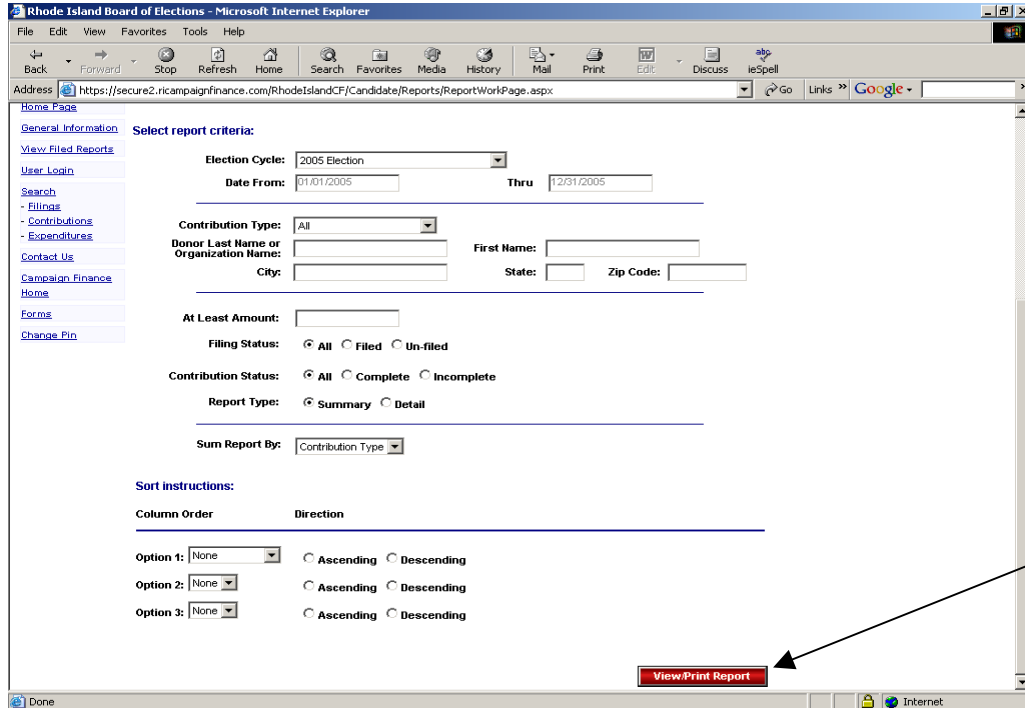 Rhode Island Board of Elections - Microsoft Internet Explorer
File Edit View Favorites Tools Help
Back Forward Stop Refresh Home Search Favorites Media History Mail Print Edit Discuss ieSpell
Address https://secure2.ricampaignfinance.com/RhodeIslandCF/Candidate/Reports/ReportWorkPage.aspx Go Links » Google
Home Page
General Information
View Filed Reports
User Login
Search
- Filings
- Contributions
- Expenditures
Contact Us
Campaign Finance
Home
Forms
Change Pin
Select report criteria:
Election Cycle: 2005 Election
Date From: 01/01/2005 Thru 12/31/2005
Contribution Type: All
Donor Last Name or
Organization Name: First Name:
City: State: Zip Code:
At Least Amount:
Filing Status: All Filed Un-filed
Contribution Status: All Complete Incomplete
Report Type: Summary Detail
Sum Report By: Contribution Type
Sort instructions:
Column Order Direction
Option 1: None Ascending Descending
Option 2: None Ascending Descending
Option 3: None Ascending Descending
View/Print Report
Done Internet